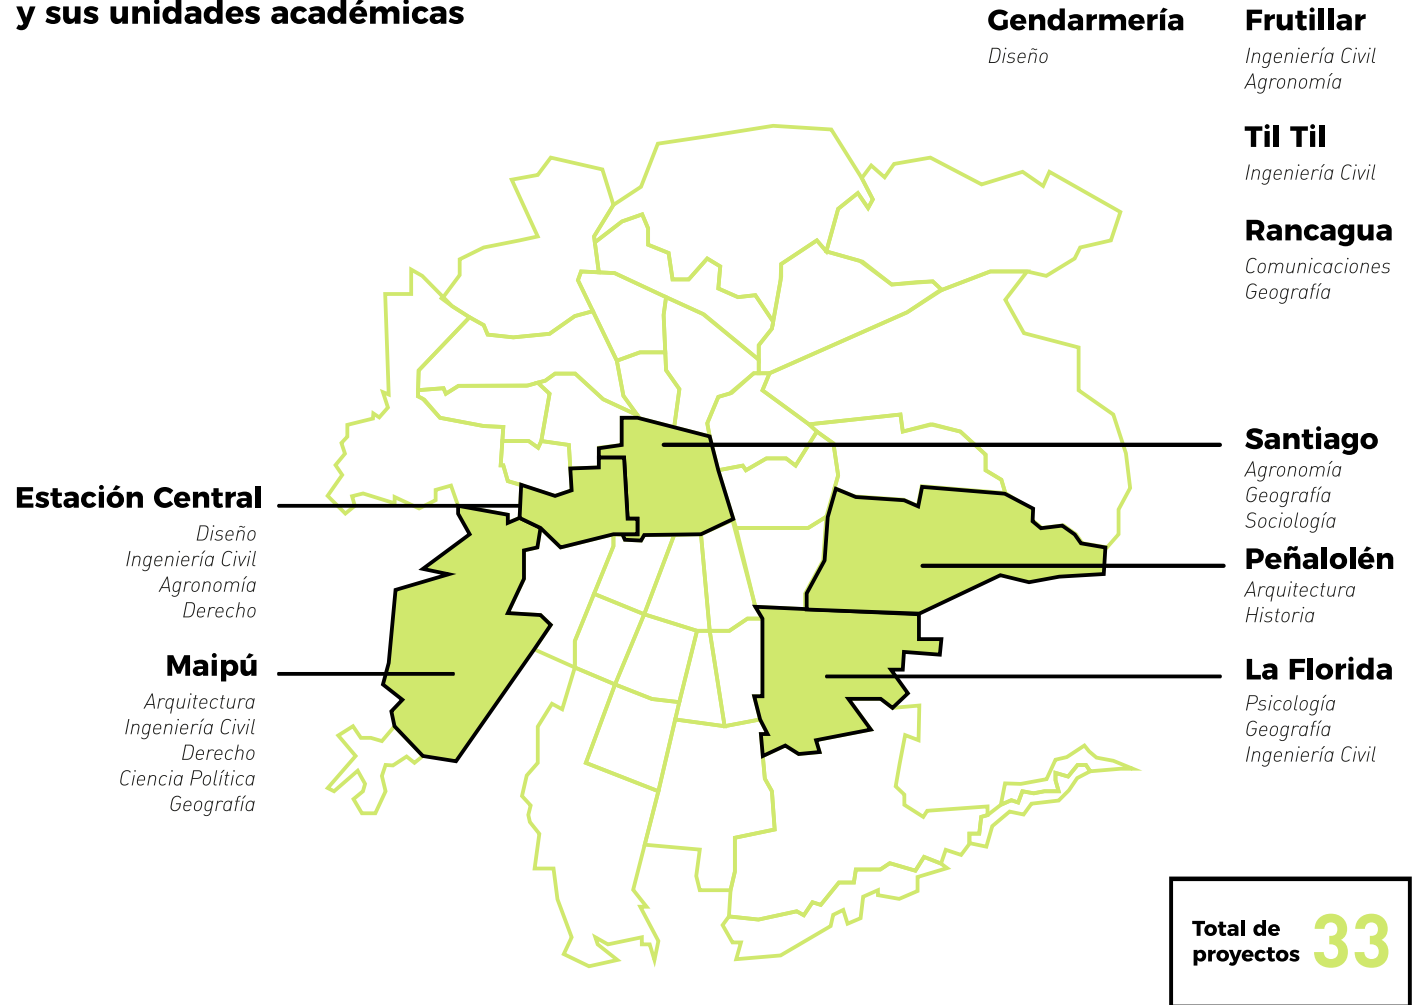 y sus unidades académicas
Gendarmería
Diseño
Frutillar
Ingeniería Civil
Agronomía
Til Til
Ingeniería Civil
Rancagua
Comunicaciones
Geografía
Estación Central
Diseño
Ingeniería Civil
Agronomía
Derecho
Maipú
Arquitectura
Ingeniería Civil
Derecho
Ciencia Política
Geografía
Santiago
Agronomía
Geografía
Sociología
Peñalolén
Arquitectura
Historia
La Florida
Psicología
Geografía
Ingeniería Civil
Total de
proyectos 33